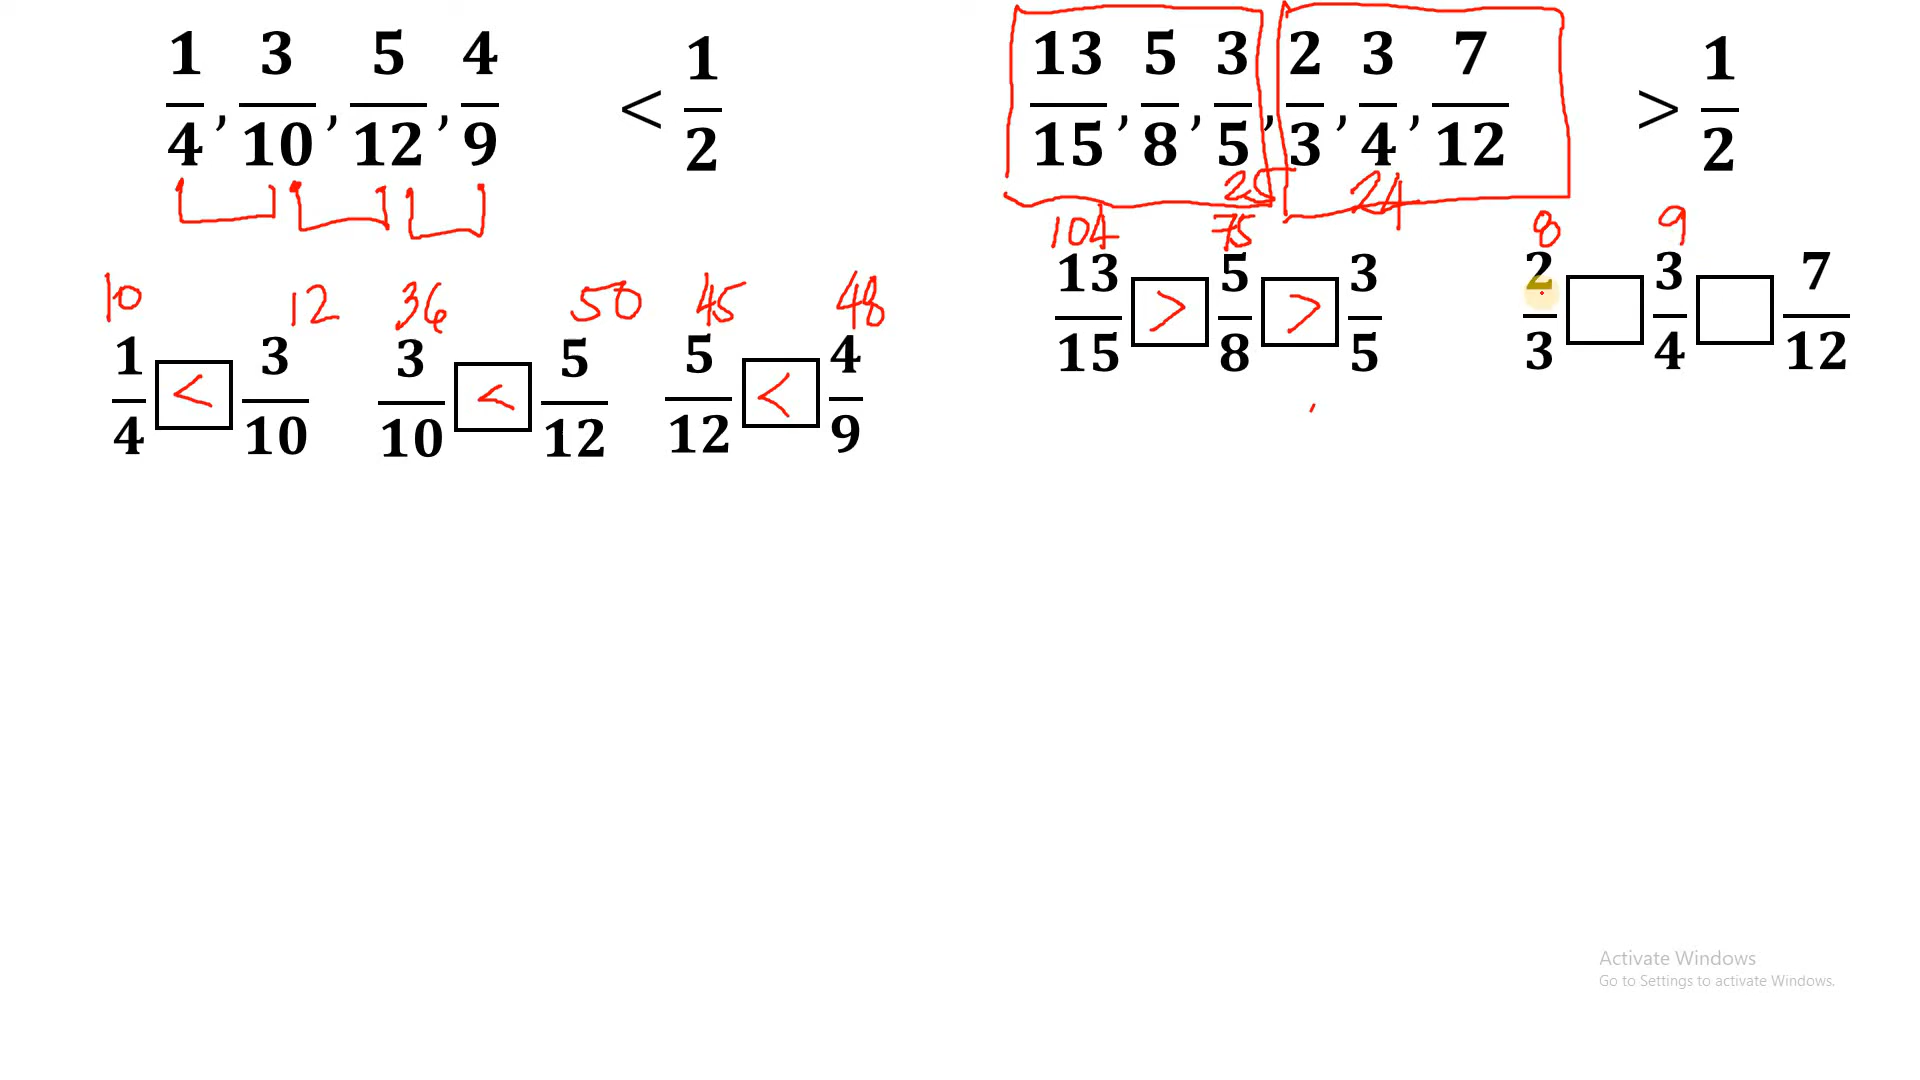 1/4, 3/10, 5/12, 4/9 < 1/2
13/15, 5/8, 3/5, 2/3, 3/4, 7/12 > 1/2
25 24
104 75 8 9
10 12 36 50 45 48
1/4 < 3/10 3/10 < 5/12 5/12 < 4/9
13/15 > 5/8 > 3/5 2/3 □ 3/4 □ 7/12
Activate Windows
Go to Settings to activate Windows.